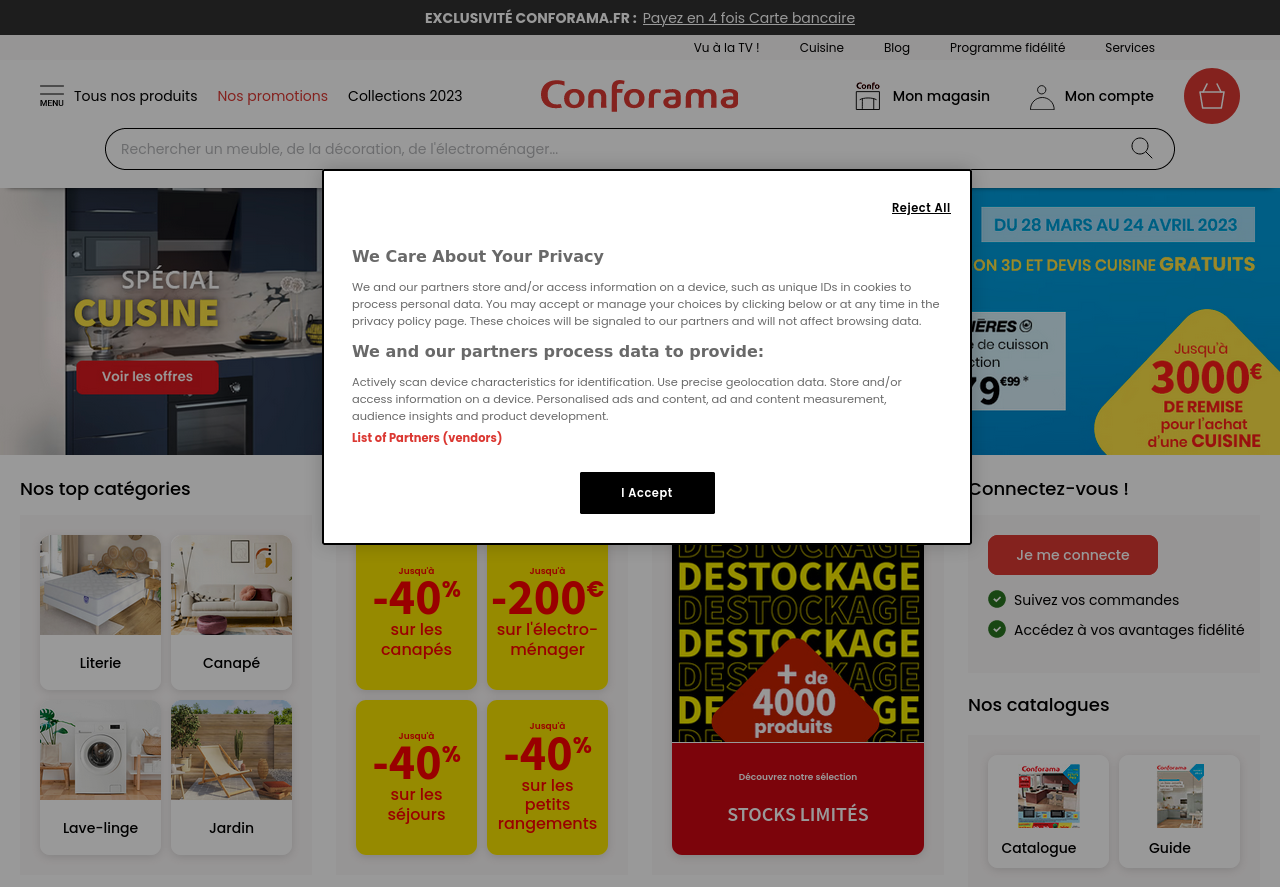 EXCLUSIVITÉ CONFORAMA.FR : Payez en 4 fois Carte bancaire
Vu à la TV ! Cuisine Blog Programme fidélité Services
MENU Tous nos produits Nos promotions Collections 2023
Conforama
Confo Mon magasin Mon compte
Rechercher un meuble, de la décoration, de l'électroménager...
Reject All
We Care About Your Privacy
We and our partners store and/or access information on a device, such as unique IDs in cookies to
process personal data. You may accept or manage your choices by clicking below or at any time in the
privacy policy page. These choices will be signaled to our partners and will not affect browsing data.
We and our partners process data to provide:
Actively scan device characteristics for identification. Use precise geolocation data. Store and/or
access information on a device. Personalised ads and content, ad and content measurement,
audience insights and product development.
List of Partners (vendors)
I Accept
SPÉCIAL
CUISINE
Voir les offres
DU 28 MARS AU 24 AVRIL 2023
ON 3D ET DEVIS CUISINE GRATUITS
de cuisson
79€99 *
Jusqu'à
3000€
DE REMISE
pour l'achat
d'une CUISINE
Nos top catégories
Literie
Canapé
Lave-linge
Jardin
Jusqu'à
-40%
sur les
canapés
Jusqu'à
-200€
sur l'électro-
ménager
Jusqu'à
-40%
sur les
séjours
Jusqu'à
-40%
sur les
petits
rangements
DESTOCKAGE
DESTOCKAGE
DESTOCKAGE
DESTOCKAGE
+ de
4000
produits
Découvrez notre sélection
STOCKS LIMITÉS
Connectez-vous !
Je me connecte
Suivez vos commandes
Accédez à vos avantages fidélité
Nos catalogues
Conforama
Catalogue
Conforama
Guide